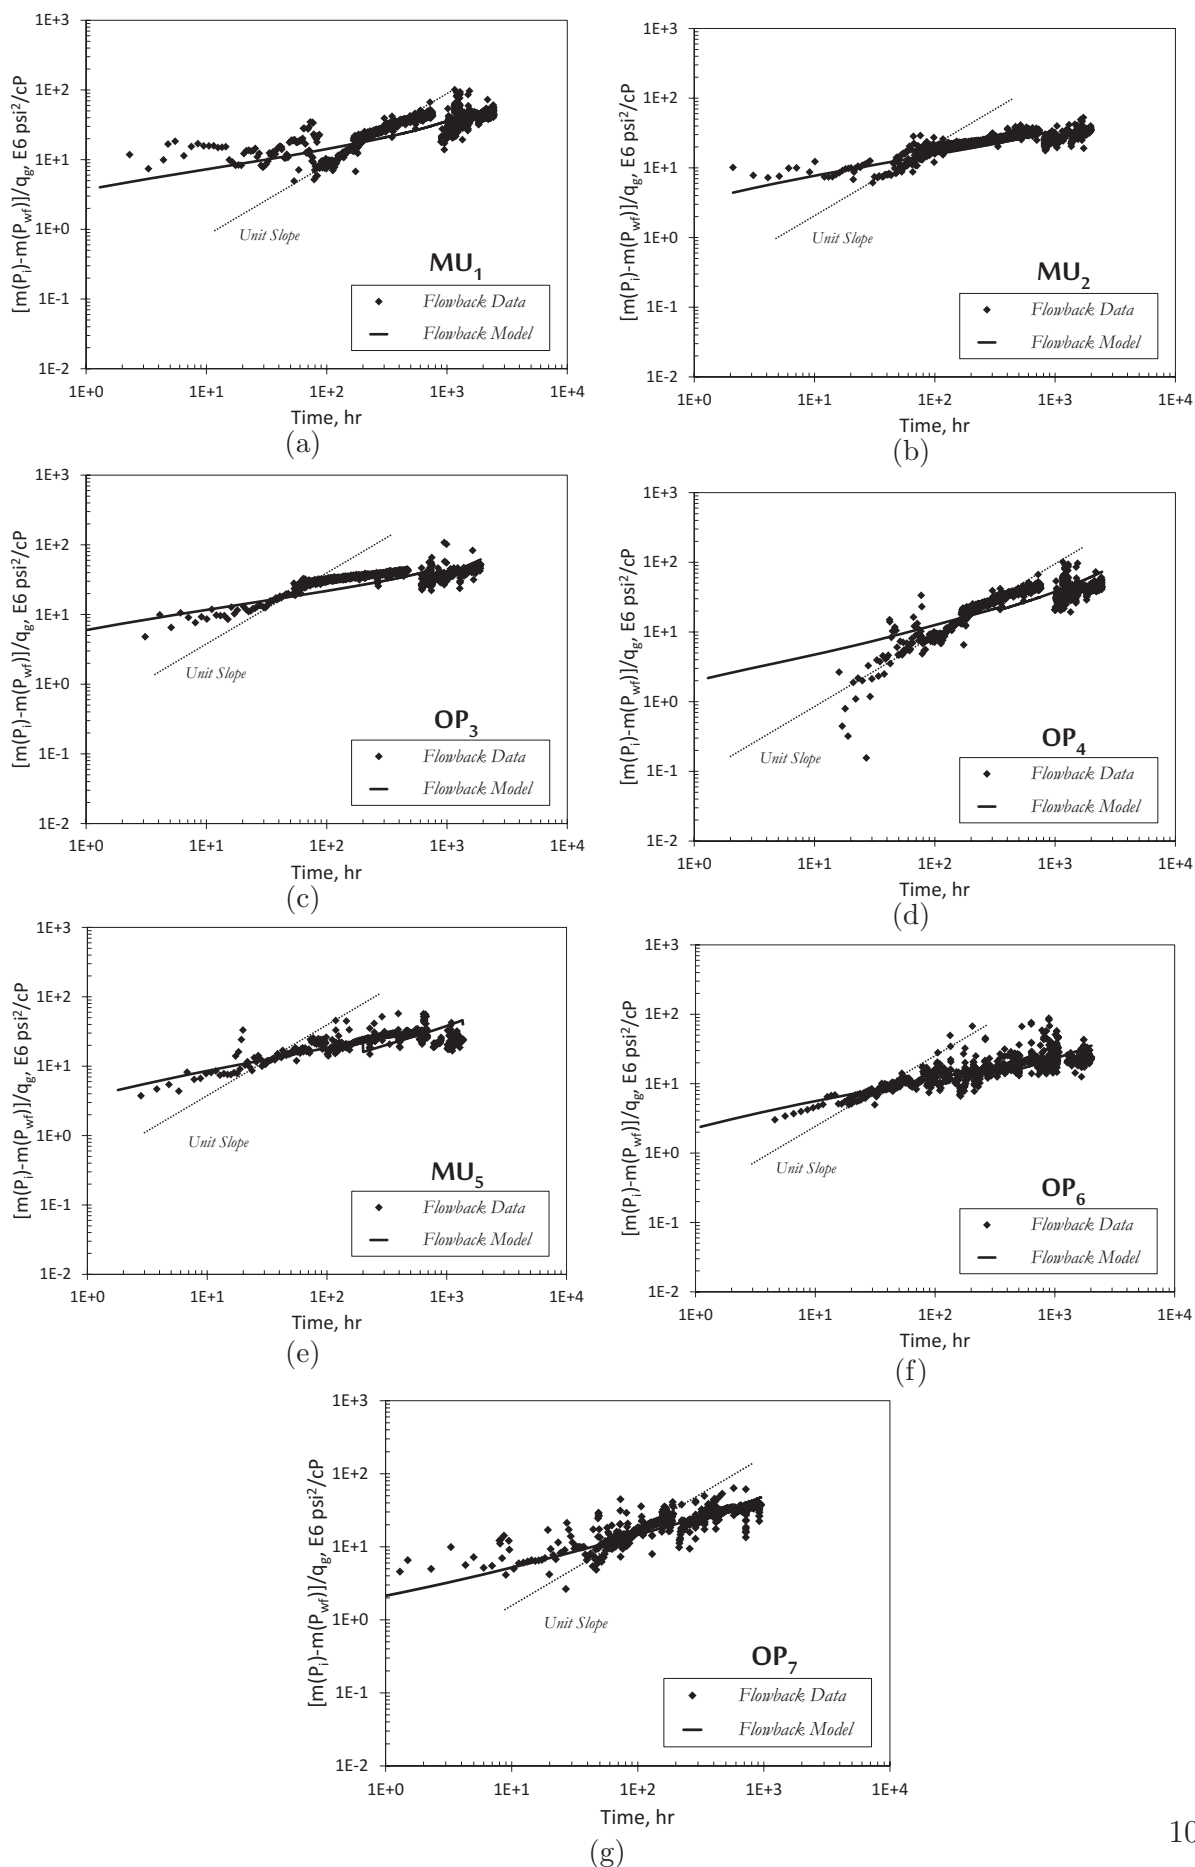 1E+3
1E+2
1E+1
1E+0
1E-1
1E-2
[m(Pi)-m(Pwf)]/qg, E6 psi²/cP
Unit Slope
MU1
Flowback Data
Flowback Model
1E+0 1E+1 1E+2 1E+3 1E+4
Time, hr
(a)
1E+3
1E+2
1E+1
1E+0
1E-1
1E-2
[m(Pi)-m(Pwf)]/qg, E6 psi²/cP
Unit Slope
MU2
Flowback Data
Flowback Model
1E+0 1E+1 1E+2 1E+3 1E+4
Time, hr
(b)
1E+3
1E+2
1E+1
1E+0
1E-1
1E-2
[m(Pi)-m(Pwf)]/qg, E6 psi²/cP
Unit Slope
OP3
Flowback Data
Flowback Model
1E+0 1E+1 1E+2 1E+3 1E+4
Time, hr
(c)
1E+3
1E+2
1E+1
1E+0
1E-1
1E-2
[m(Pi)-m(Pwf)]/qg, E6 psi²/cP
Unit Slope
OP4
Flowback Data
Flowback Model
1E+0 1E+1 1E+2 1E+3 1E+4
Time, hr
(d)
1E+3
1E+2
1E+1
1E+0
1E-1
1E-2
[m(Pi)-m(Pwf)]/qg, E6 psi²/cP
Unit Slope
MU5
Flowback Data
Flowback Model
1E+0 1E+1 1E+2 1E+3 1E+4
Time, hr
(e)
1E+3
1E+2
1E+1
1E+0
1E-1
1E-2
[m(Pi)-m(Pwf)]/qg, E6 psi²/cP
Unit Slope
OP6
Flowback Data
Flowback Model
1E+0 1E+1 1E+2 1E+3 1E+4
Time, hr
(f)
1E+3
1E+2
1E+1
1E+0
1E-1
1E-2
[m(Pi)-m(Pwf)]/qg, E6 psi²/cP
Unit Slope
OP7
Flowback Data
Flowback Model
1E+0 1E+1 1E+2 1E+3 1E+4
Time, hr
(g)